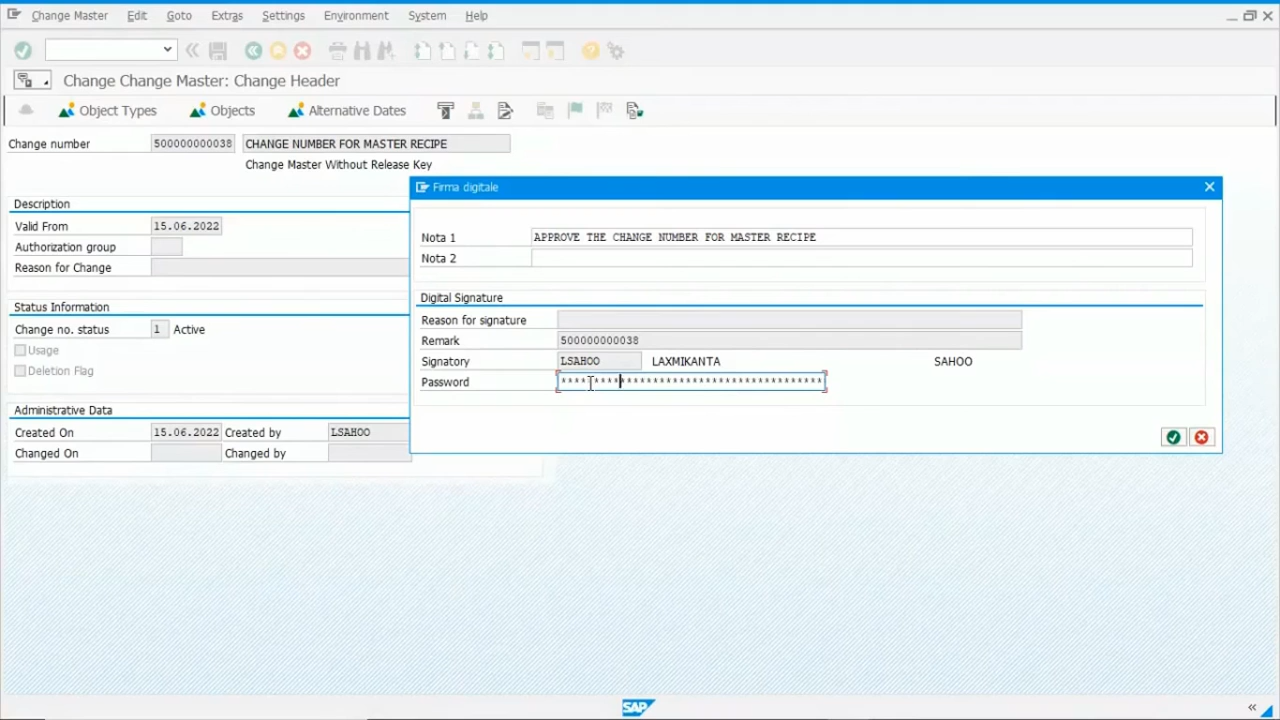 Change Master Edit Goto Extras Settings Environment System Help
Change Change Master: Change Header
Object Types Objects Alternative Dates
Change number 500000000038 CHANGE NUMBER FOR MASTER RECIPE
Change Master Without Release Key
Description
Valid From 15.06.2022
Authorization group
Reason for Change
Status Information
Change no. status 1 Active
Usage
Deletion Flag
Administrative Data
Created On 15.06.2022 Created by LSAHOO
Changed On Changed by
Firma digitale
Nota 1 APPROVE THE CHANGE NUMBER FOR MASTER RECIPE
Nota 2
Digital Signature
Reason for signature
Remark 500000000038
Signatory LSAHOO LAXMIKANTA SAHOO
Password ****************************************
SAP